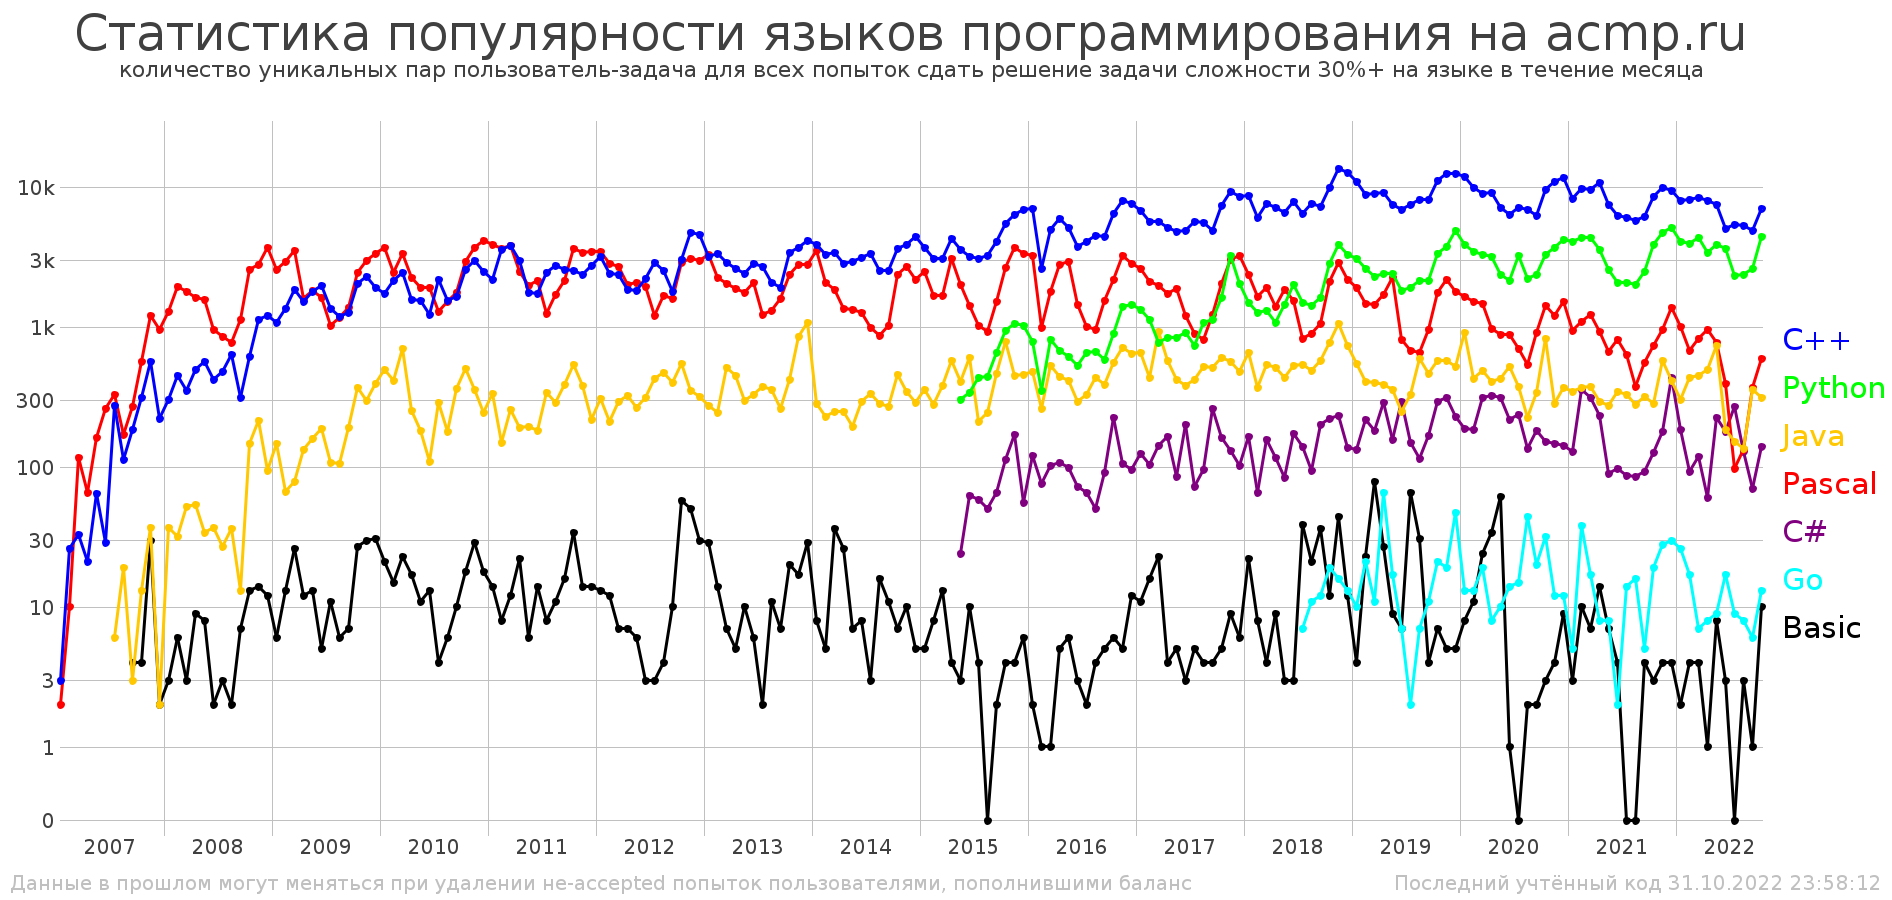 Статистика популярности языков программирования на acmp.ru
количество уникальных пар пользователь-задача для всех попыток сдать решение задачи сложности 30%+ на языке в течение месяца
10k
3k
1k
300
100
30
10
3
1
0
C++
Python
Java
Pascal
C#
Go
Basic
2007 2008 2009 2010 2011 2012 2013 2014 2015 2016 2017 2018 2019 2020 2021 2022
Данные в прошлом могут меняться при удалении не-accepted попыток пользователями, пополнившими баланс
Последний учтённый код 31.10.2022 23:58:12